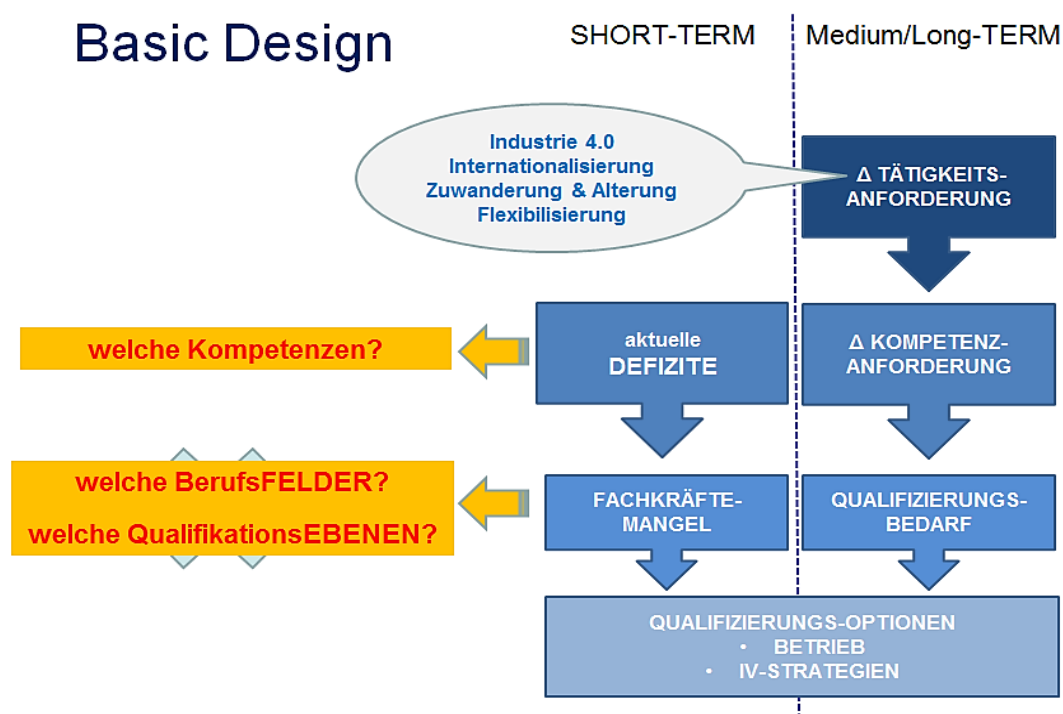 Basic Design
SHORT-TERM
Medium/Long-TERM
Industrie 4.0
Internationalisierung
Zuwanderung & Alterung
Flexibilisierung
Δ TÄTIGKEITS-
ANFORDERUNG
welche Kompetenzen?
aktuelle
DEFIZITE
Δ KOMPETENZ-
ANFORDERUNG
welche BerufsFELDER?
welche QualifikationsEBENEN?
FACHKRÄFTE-
MANGEL
QUALIFIZIERUNGS-
BEDARF
QUALIFIZIERUNGS-OPTIONEN
• BETRIEB
• IV-STRATEGIEN